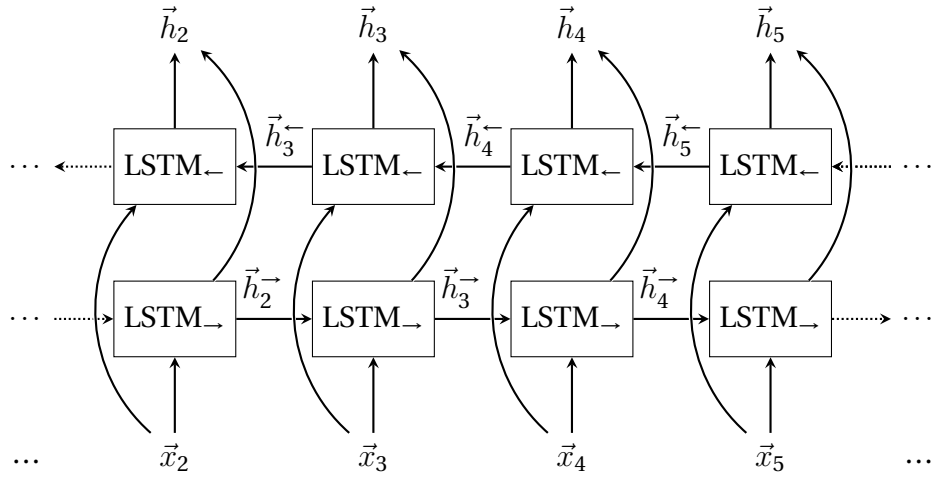 h⃗₂ h⃗₃ h⃗₄ h⃗₅
h⃗₃← h⃗₄← h⃗₅←
··· LSTM← LSTM← LSTM← LSTM← ···
h⃗₂→ h⃗₃→ h⃗₄→
··· LSTM→ LSTM→ LSTM→ LSTM→ ···
... x⃗₂ x⃗₃ x⃗₄ x⃗₅ ...